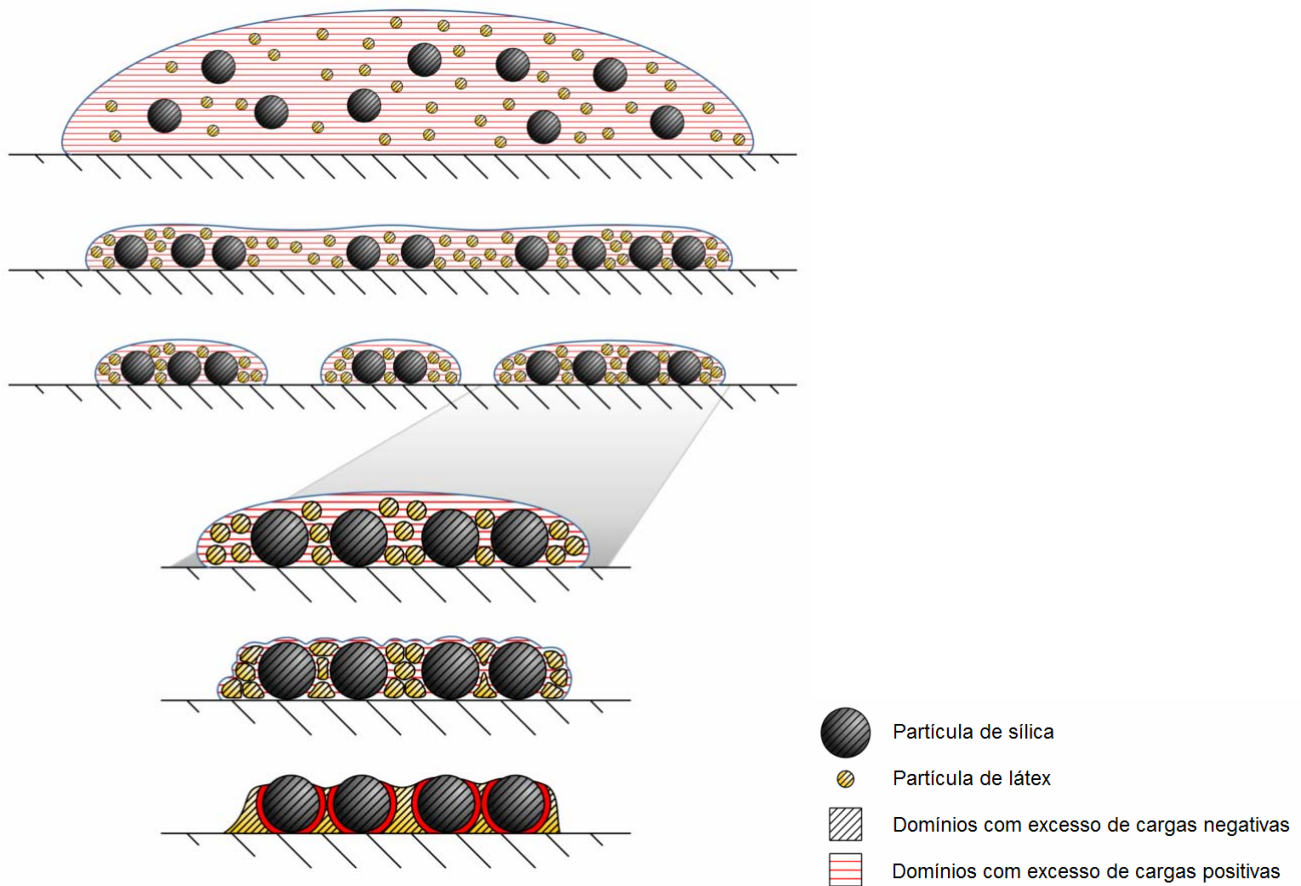 Partícula de sílica
Partícula de látex
Domínios com excesso de cargas negativas
Domínios com excesso de cargas positivas